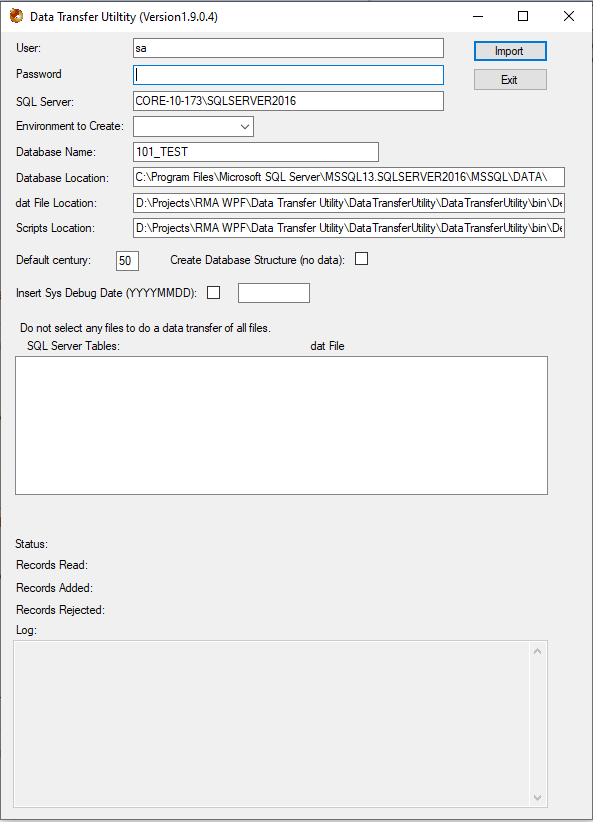 Data Transfer Utiltity (Version1.9.0.4)
User: sa Import
Password Exit
SQL Server: CORE-10-173\SQLSERVER2016
Environment to Create:
Database Name: 101_TEST
Database Location: C:\Program Files\Microsoft SQL Server\MSSQL13.SQLSERVER2016\MSSQL\DATA\
dat File Location: D:\Projects\RMA WPF\Data Transfer Utility\DataTransferUtility\DataTransferUtility\bin\De
Scripts Location: D:\Projects\RMA WPF\Data Transfer Utility\DataTransferUtility\DataTransferUtility\bin\De
Default century: 50 Create Database Structure (no data):
Insert Sys Debug Date (YYYYMMDD):
Do not select any files to do a data transfer of all files.
SQL Server Tables: dat File
Status:
Records Read:
Records Added:
Records Rejected:
Log: